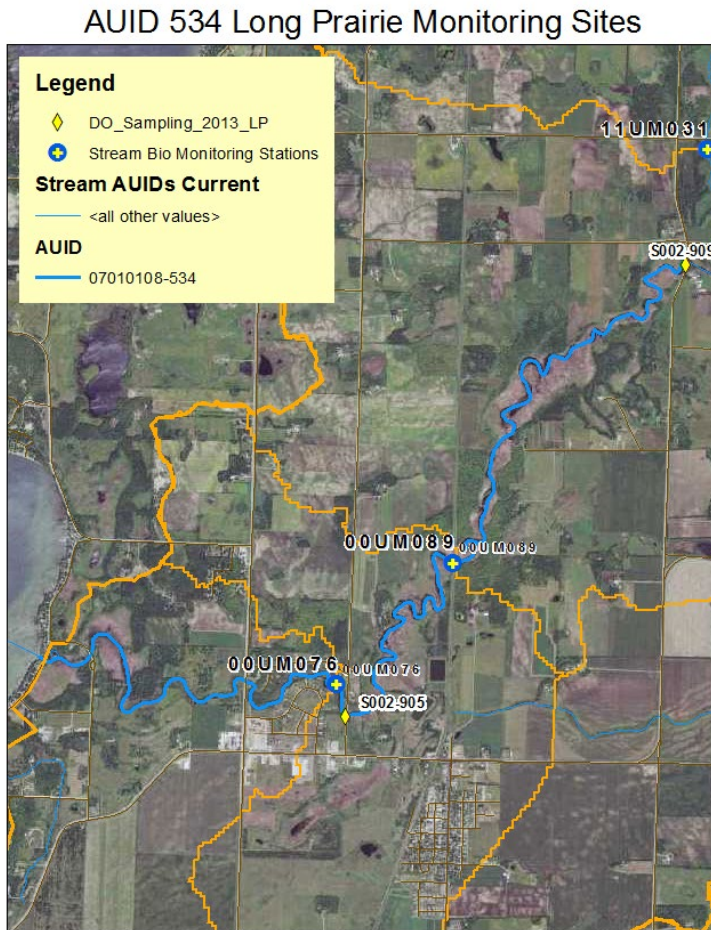 AUID 534 Long Prairie Monitoring Sites
Legend
DO_Sampling_2013_LP
Stream Bio Monitoring Stations
Stream AUIDs Current
<all other values>
AUID
07010108-534
11UM031
S002-909
00UM089
00UM089
00UM076
00UM076
S002-905